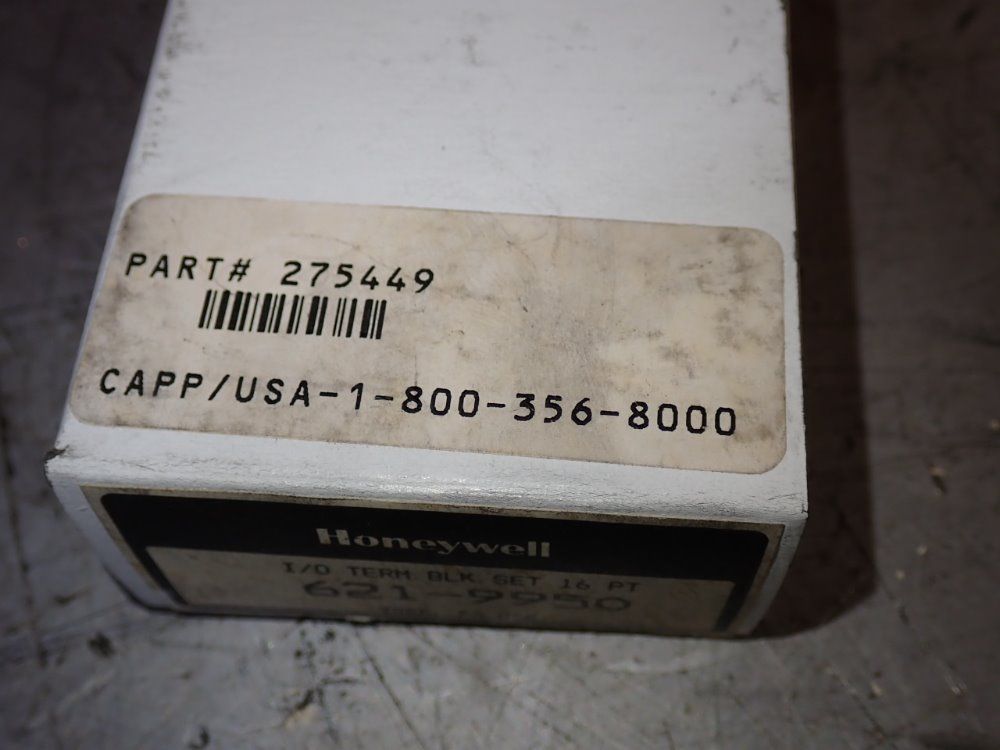 PART# 275449
CAPP/USA-1-800-356-8000
Honeywell
I/O TERM. BLK. SET 16 PT
621-9950